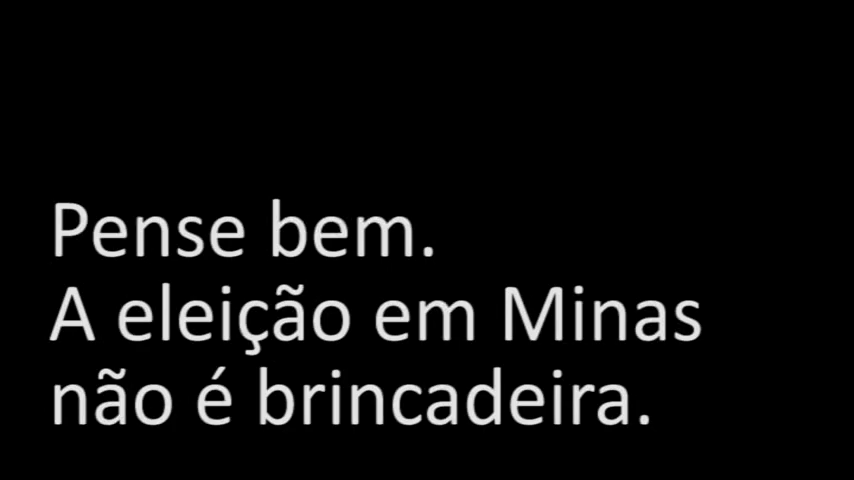 Pense bem.
A eleição em Minas
não é brincadeira.